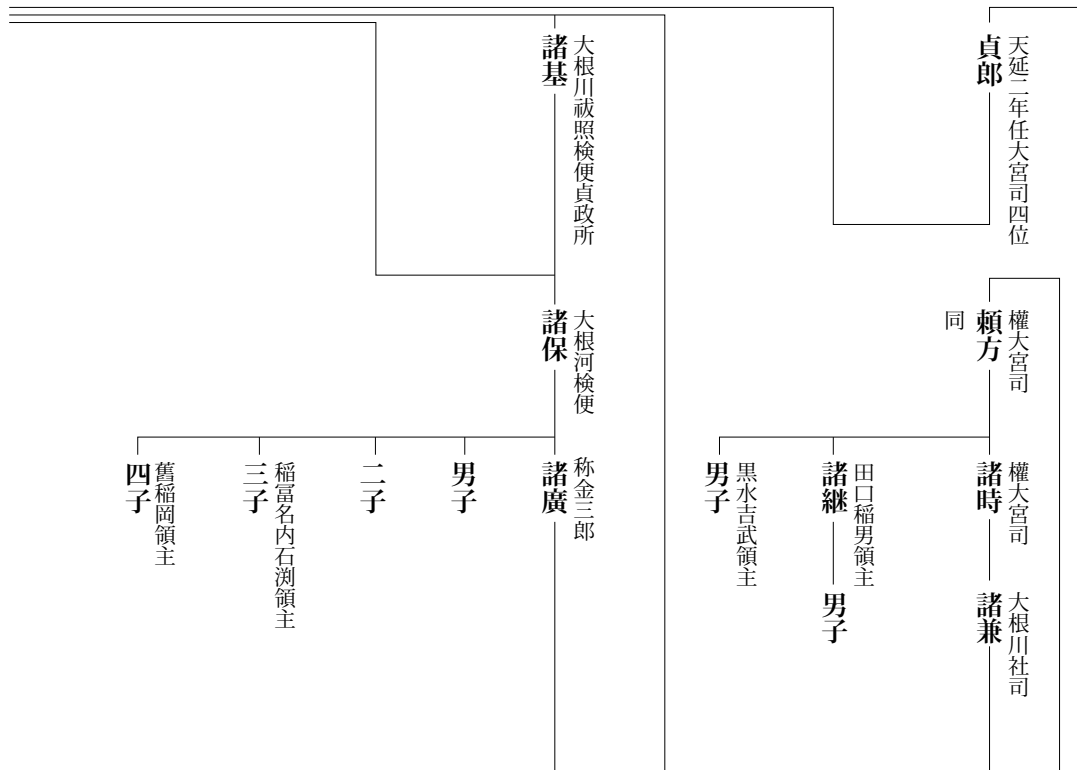 天延二年任大宮司四位
貞郎
權大宮司
頼方
同
權大宮司
諸時
大根川社司
諸兼
田口稲男領主
諸継
男子
黒水吉武領主
男子
大根川祓照検便貞政所
諸基
大根河検便
諸保
称金三郎
諸廣
男子
二子
稲冨名内石渕領主
三子
舊稲岡領主
四子